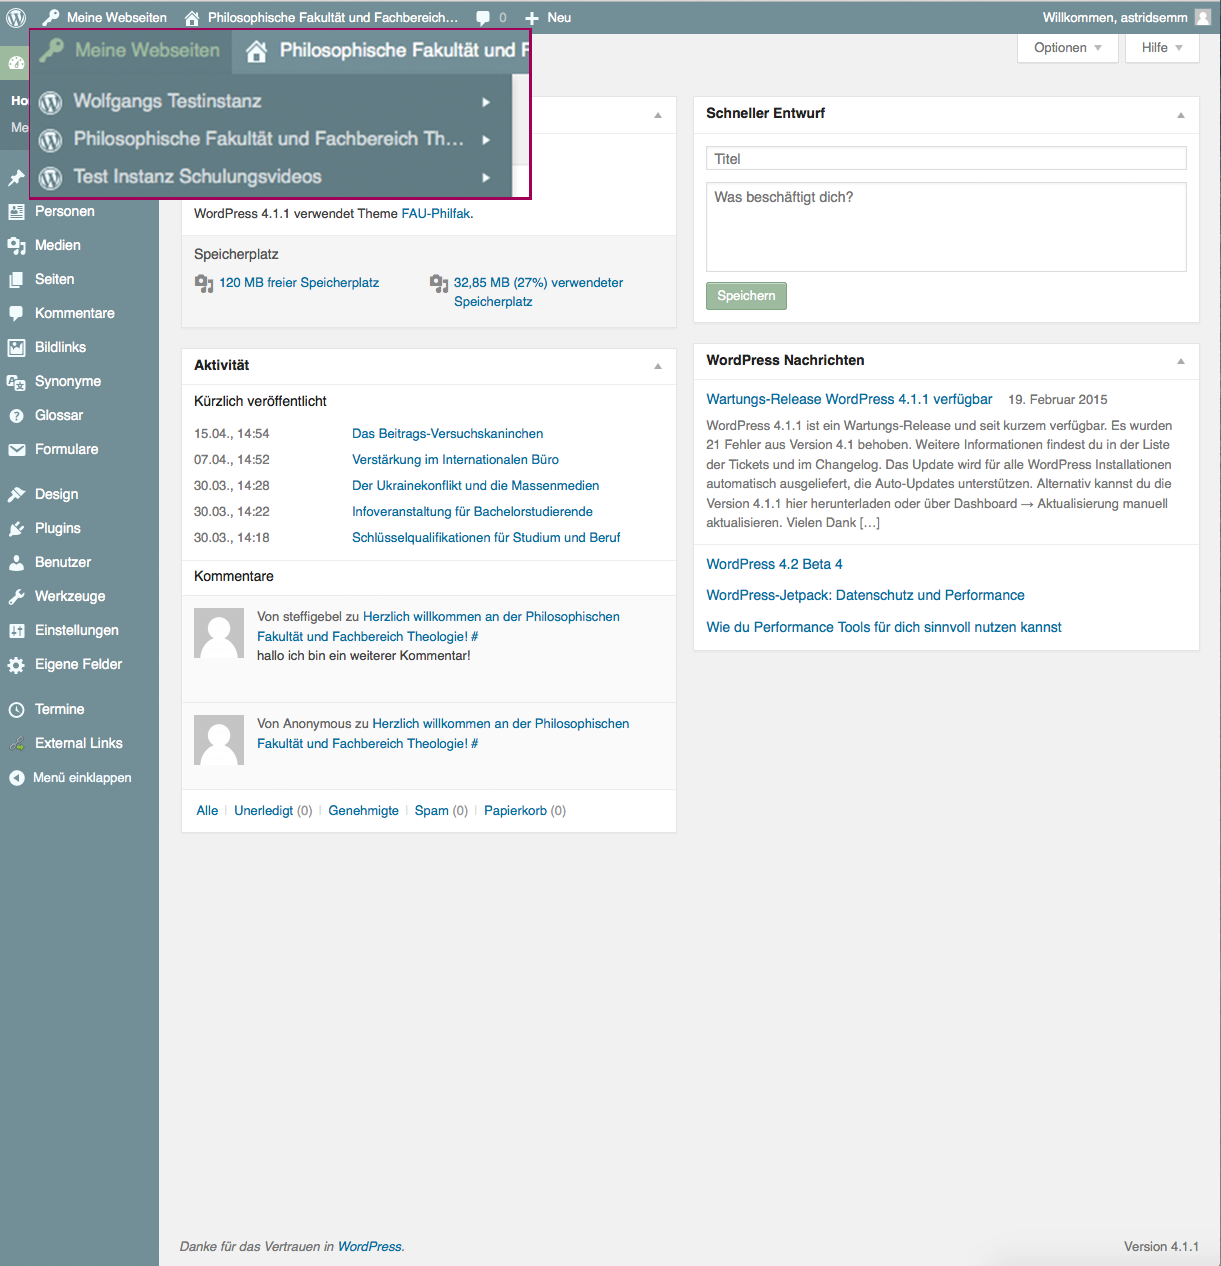 Meine Webseiten Philosophische Fakultät und Fachbereich… 0 Neu Willkommen, astridsemm
Meine Webseiten Philosophische Fakultät und F
Wolfgangs Testinstanz
Philosophische Fakultät und Fachbereich Th…
Test Instanz Schulungsvideos
Optionen Hilfe
Ho
Me
Personen
Medien
Seiten
Kommentare
Bildlinks
Synonyme
Glossar
Formulare
Design
Plugins
Benutzer
Werkzeuge
Einstellungen
Eigene Felder
Termine
External Links
Menü einklappen
WordPress 4.1.1 verwendet Theme FAU-Philfak.
Speicherplatz
120 MB freier Speicherplatz
32,85 MB (27%) verwendeter
Speicherplatz
Aktivität
Kürzlich veröffentlicht
15.04., 14:54 Das Beitrags-Versuchskaninchen
07.04., 14:52 Verstärkung im Internationalen Büro
30.03., 14:28 Der Ukrainekonflikt und die Massenmedien
30.03., 14:22 Infoveranstaltung für Bachelorstudierende
30.03., 14:18 Schlüsselqualifikationen für Studium und Beruf
Kommentare
Von steffigebel zu Herzlich willkommen an der Philosophischen
Fakultät und Fachbereich Theologie! #
hallo ich bin ein weiterer Kommentar!
Von Anonymous zu Herzlich willkommen an der Philosophischen
Fakultät und Fachbereich Theologie! #
Alle | Unerledigt (0) | Genehmigte | Spam (0) | Papierkorb (0)
Schneller Entwurf
Titel
Was beschäftigt dich?
Speichern
WordPress Nachrichten
Wartungs-Release WordPress 4.1.1 verfügbar 19. Februar 2015
WordPress 4.1.1 ist ein Wartungs-Release und seit kurzem verfügbar. Es wurden
21 Fehler aus Version 4.1 behoben. Weitere Informationen findest du in der Liste
der Tickets und im Changelog. Das Update wird für alle WordPress Installationen
automatisch ausgeliefert, die Auto-Updates unterstützen. Alternativ kannst du die
Version 4.1.1 hier herunterladen oder über Dashboard → Aktualisierung manuell
aktualisieren. Vielen Dank […]
WordPress 4.2 Beta 4
WordPress-Jetpack: Datenschutz und Performance
Wie du Performance Tools für dich sinnvoll nutzen kannst
Danke für das Vertrauen in WordPress.
Version 4.1.1